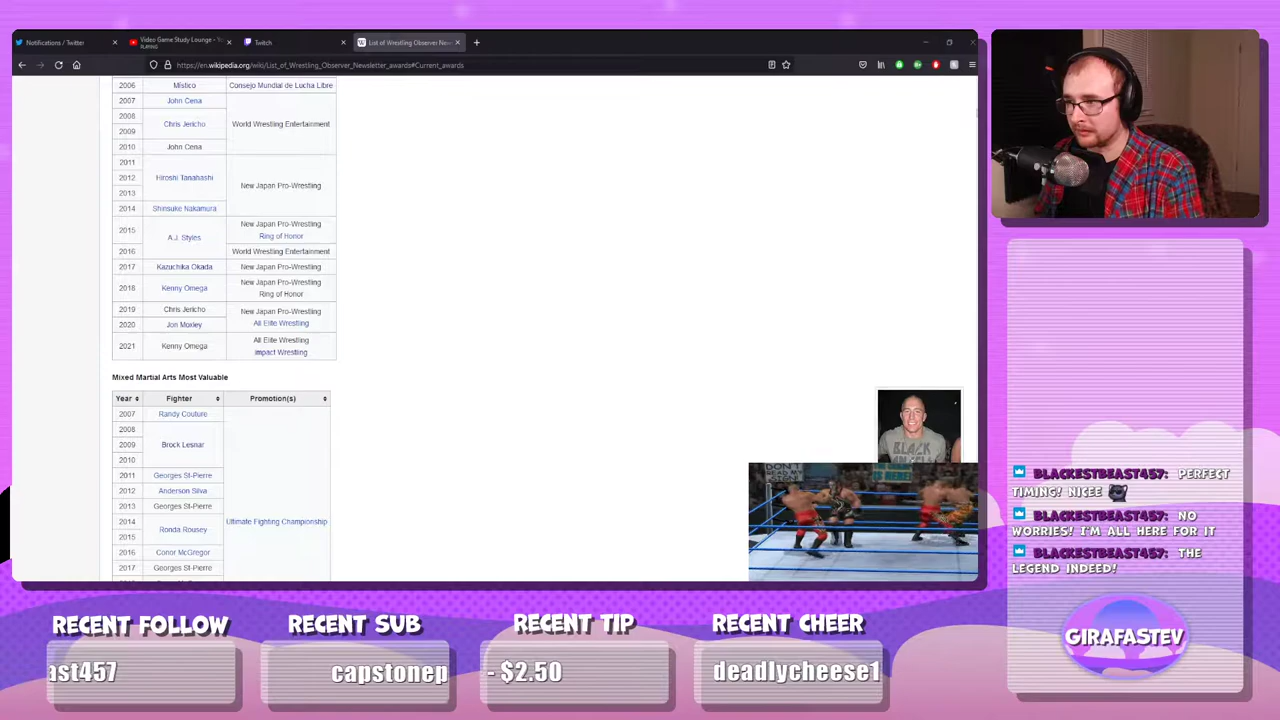 Notifications / Twitter
Video Game Study Lounge
PLAYING
Twitch
List of Wrestling Observer New
https://en.wikipedia.org/wiki/List_of_Wrestling_Observer_Newsletter_awards#Current_awards
2006 Místico Consejo Mundial de Lucha Libre
2007 John Cena
2008
Chris Jericho World Wrestling Entertainment
2009
2010 John Cena
2011
2012 Hiroshi Tanahashi
New Japan Pro-Wrestling
2013
2014 Shinsuke Nakamura
New Japan Pro-Wrestling
2015 A.J. Styles
Ring of Honor
2016 World Wrestling Entertainment
2017 Kazuchika Okada New Japan Pro-Wrestling
New Japan Pro-Wrestling
2018 Kenny Omega
Ring of Honor
2019 Chris Jericho New Japan Pro-Wrestling
2020 Jon Moxley All Elite Wrestling
All Elite Wrestling
2021 Kenny Omega
Impact Wrestling
Mixed Martial Arts Most Valuable
Year Fighter Promotion(s)
2007 Randy Couture
2008
2009 Brock Lesnar
2010
2011 Georges St-Pierre
2012 Anderson Silva
2013 Georges St-Pierre
2014 Ultimate Fighting Championship
Ronda Rousey
2015
2016 Conor McGregor
2017 Georges St-Pierre
BLACK
DON'T
READ MY
BLACKESTBEAST457: PERFECT
TIMING! NICEE
BLACKESTBEAST457: NO
WORRIES! I'M ALL HERE FOR IT
BLACKESTBEAST457: THE
LEGEND INDEED!
GIRAFASTEV
RECENT FOLLOW RECENT SUB RECENT TIP RECENT CHEER
ast457 capstonep - $2.50 deadlycheese1